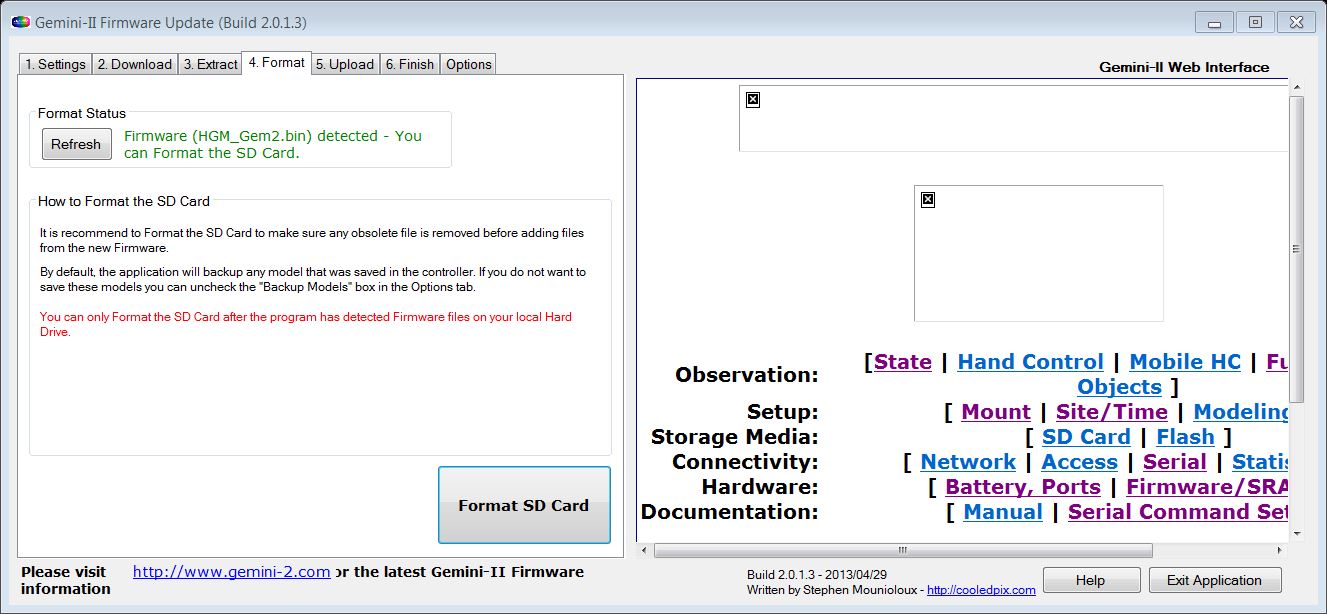 Gemini-II Firmware Update (Build 2.0.1.3)
1. Settings 2. Download 3. Extract 4. Format 5. Upload 6. Finish Options
Format Status
Refresh
Firmware (HGM_Gem2.bin) detected - You
can Format the SD Card.
How to Format the SD Card
It is recommend to Format the SD Card to make sure any obsolete file is removed before adding files
from the new Firmware.
By default, the application will backup any model that was saved in the controller. If you do not want to
save these models you can uncheck the "Backup Models" box in the Options tab.
You can only Format the SD Card after the program has detected Firmware files on your local Hard
Drive.
Format SD Card
Gemini-II Web Interface
Observation: [State | Hand Control | Mobile HC | Fu
Objects ]
Setup: [ Mount | Site/Time | Modeling
Storage Media: [ SD Card | Flash ]
Connectivity: [ Network | Access | Serial | Statis
Hardware: [ Battery, Ports | Firmware/SRA
Documentation: [ Manual | Serial Command Set
Please visit http://www.gemini-2.com or the latest Gemini-II Firmware
information
Build 2.0.1.3 - 2013/04/29
Written by Stephen Mounioloux - http://cooledpix.com
Help
Exit Application